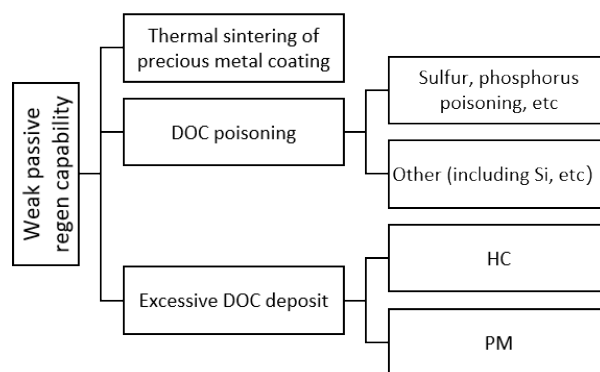 Weak passive
regen capability
Thermal sintering of
precious metal coating
DOC poisoning
Sulfur, phosphorus
poisoning, etc
Other (including Si, etc)
Excessive DOC deposit
HC
PM